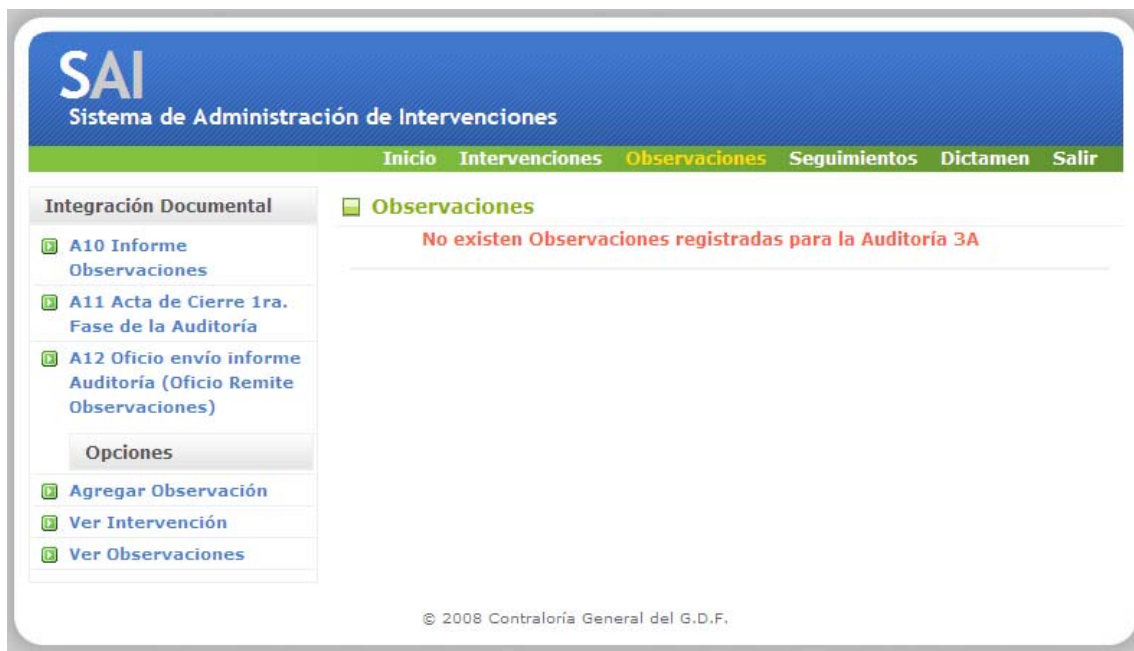 SAI
Sistema de Administración de Intervenciones
Inicio Intervenciones Observaciones Seguimientos Dictamen Salir
Integración Documental
A10 Informe
Observaciones
A11 Acta de Cierre 1ra.
Fase de la Auditoría
A12 Oficio envío informe
Auditoría (Oficio Remite
Observaciones)
Opciones
Agregar Observación
Ver Intervención
Ver Observaciones
Observaciones
No existen Observaciones registradas para la Auditoría 3A
© 2008 Contraloría General del G.D.F.